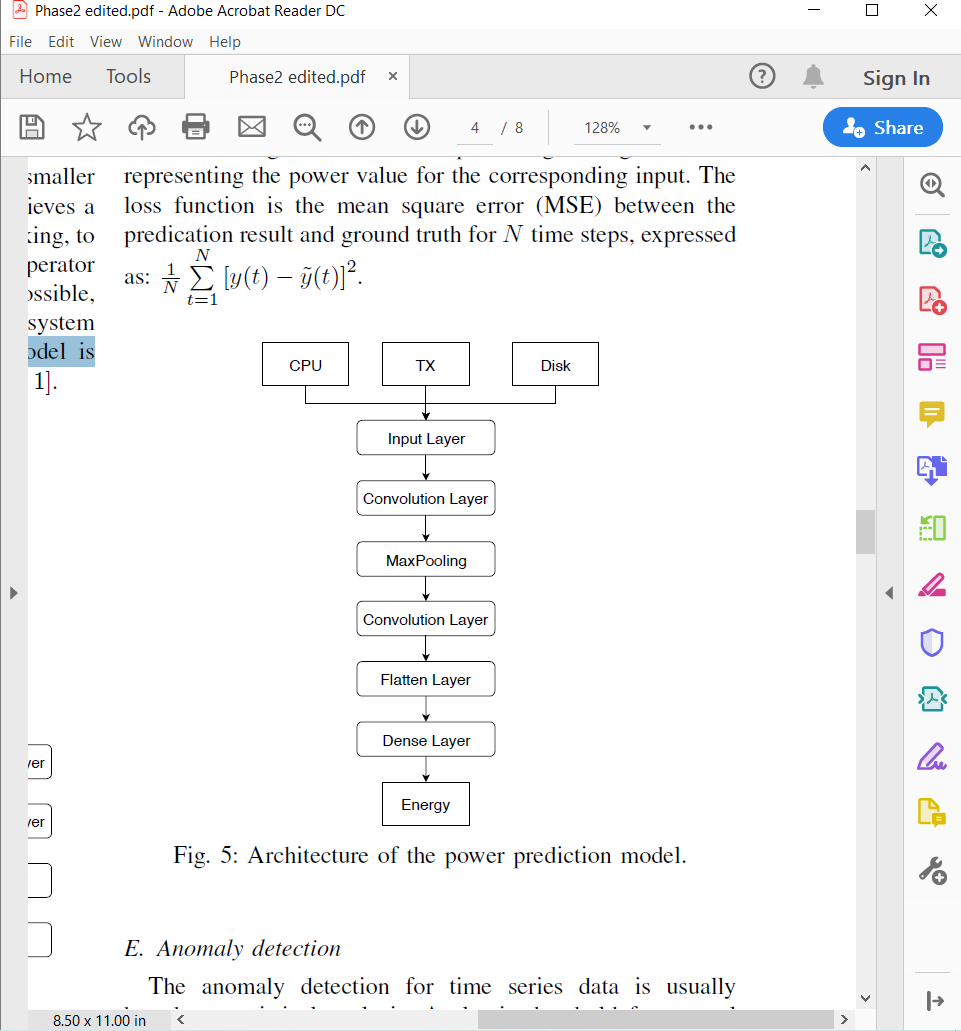 Phase2 edited.pdf - Adobe Acrobat Reader DC
File Edit View Window Help
Home Tools Phase2 edited.pdf × Sign In
4 / 8 128% Share
smaller
ieves a
king, to
perator
ossible,
system
odel is
1].
representing the power value for the corresponding input. The
loss function is the mean square error (MSE) between the
predication result and ground truth for N time steps, expressed
as: 1/N ∑_{t=1}^{N} [y(t) − ỹ(t)]².
CPU TX Disk
Input Layer
Convolution Layer
MaxPooling
Convolution Layer
Flatten Layer
Dense Layer
Energy
yer
yer
Fig. 5: Architecture of the power prediction model.
E. Anomaly detection
The anomaly detection for time series data is usually
8.50 x 11.00 in